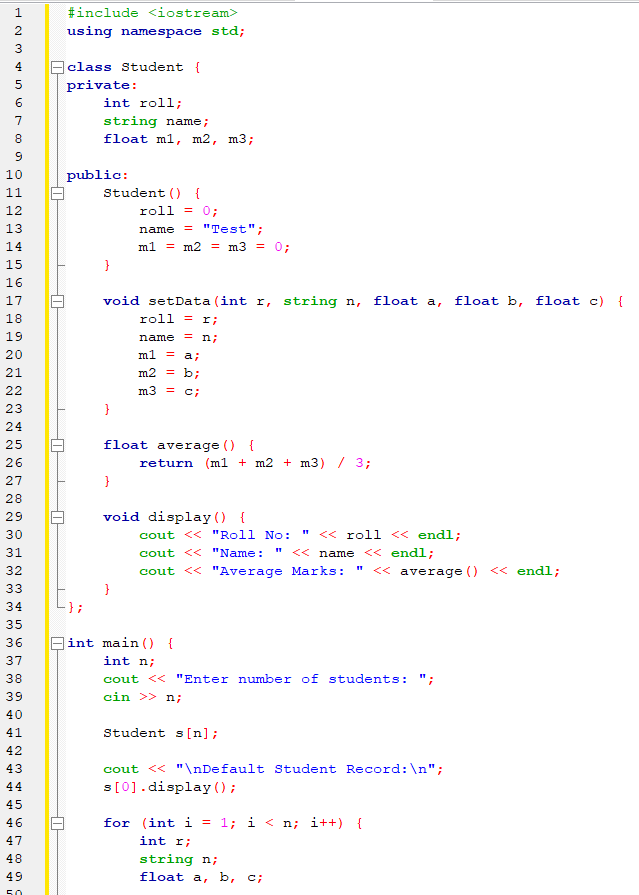 1 #include <iostream>
2 using namespace std;
3
4 class Student {
5 private:
6     int roll;
7     string name;
8     float m1, m2, m3;
9
10 public:
11     Student() {
12         roll = 0;
13         name = "Test";
14         m1 = m2 = m3 = 0;
15     }
16
17     void setData(int r, string n, float a, float b, float c) {
18         roll = r;
19         name = n;
20         m1 = a;
21         m2 = b;
22         m3 = c;
23     }
24
25     float average() {
26         return (m1 + m2 + m3) / 3;
27     }
28
29     void display() {
30         cout << "Roll No: " << roll << endl;
31         cout << "Name: " << name << endl;
32         cout << "Average Marks: " << average() << endl;
33     }
34 };
35
36 int main() {
37     int n;
38     cout << "Enter number of students: ";
39     cin >> n;
40
41     Student s[n];
42
43     cout << "\nDefault Student Record:\n";
44     s[0].display();
45
46     for (int i = 1; i < n; i++) {
47         int r;
48         string n;
49         float a, b, c;